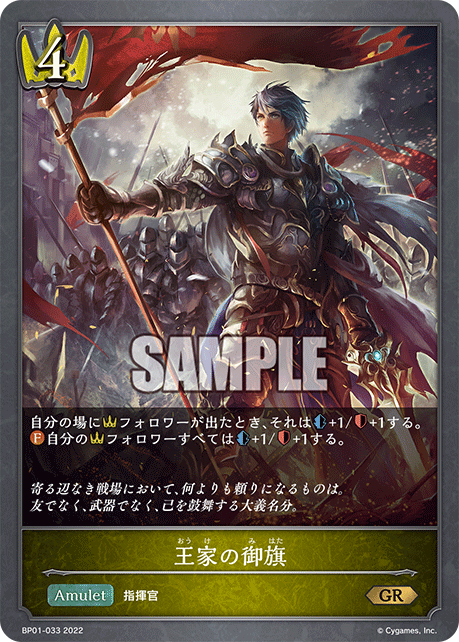 4
SAMPLE
自分の場にフォロワーが出たとき、それは+1/+1する。
F自分のフォロワーすべては+1/+1する。
寄る辺なき戦場において、何よりも頼りになるものは。
友でなく、武器でなく、己を鼓舞する大義名分。
おうけ みはた
王家の御旗
Amulet 指揮官 GR
BP01-033 2022 © Cygames, Inc.